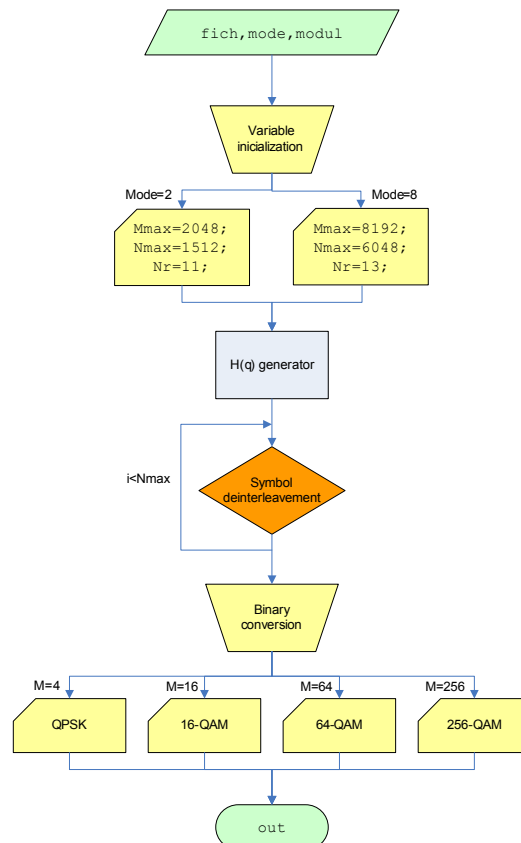 fich,mode,modul
Variable
inicialization
Mode=2
Mode=8
Mmax=2048;
Nmax=1512;
Nr=11;
Mmax=8192;
Nmax=6048;
Nr=13;
H(q) generator
i<Nmax
Symbol
deinterleavement
Binary
conversion
M=4
M=16
M=64
M=256
QPSK
16-QAM
64-QAM
256-QAM
out